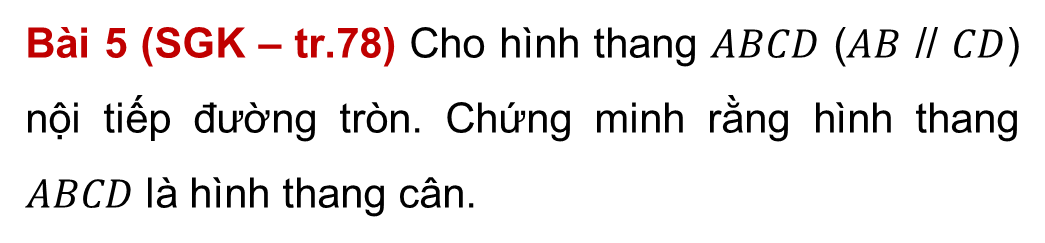 Bài 5 (SGK – tr.78) Cho hình thang ABCD (AB // CD)
nội tiếp đường tròn. Chứng minh rằng hình thang
ABCD là hình thang cân.